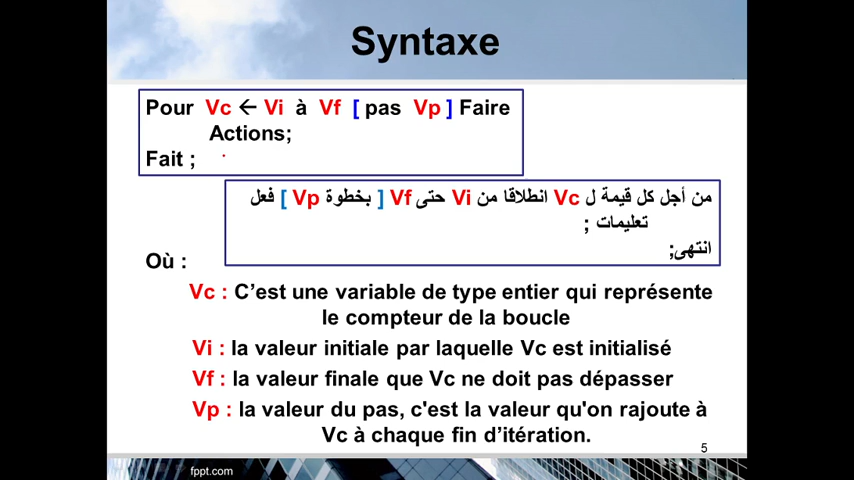 Syntaxe
Pour Vc ← Vi à Vf [ pas Vp ] Faire
Actions;
Fait ;
من أجل كل قيمة ل Vc انطلاقا من Vi حتى Vf [ بخطوة Vp ] فعل
تعليمات ;
انتهى;
Où :
Vc : C’est une variable de type entier qui représente
le compteur de la boucle
Vi : la valeur initiale par laquelle Vc est initialisé
Vf : la valeur finale que Vc ne doit pas dépasser
Vp : la valeur du pas, c'est la valeur qu'on rajoute à
Vc à chaque fin d’itération.
5
fppt.com